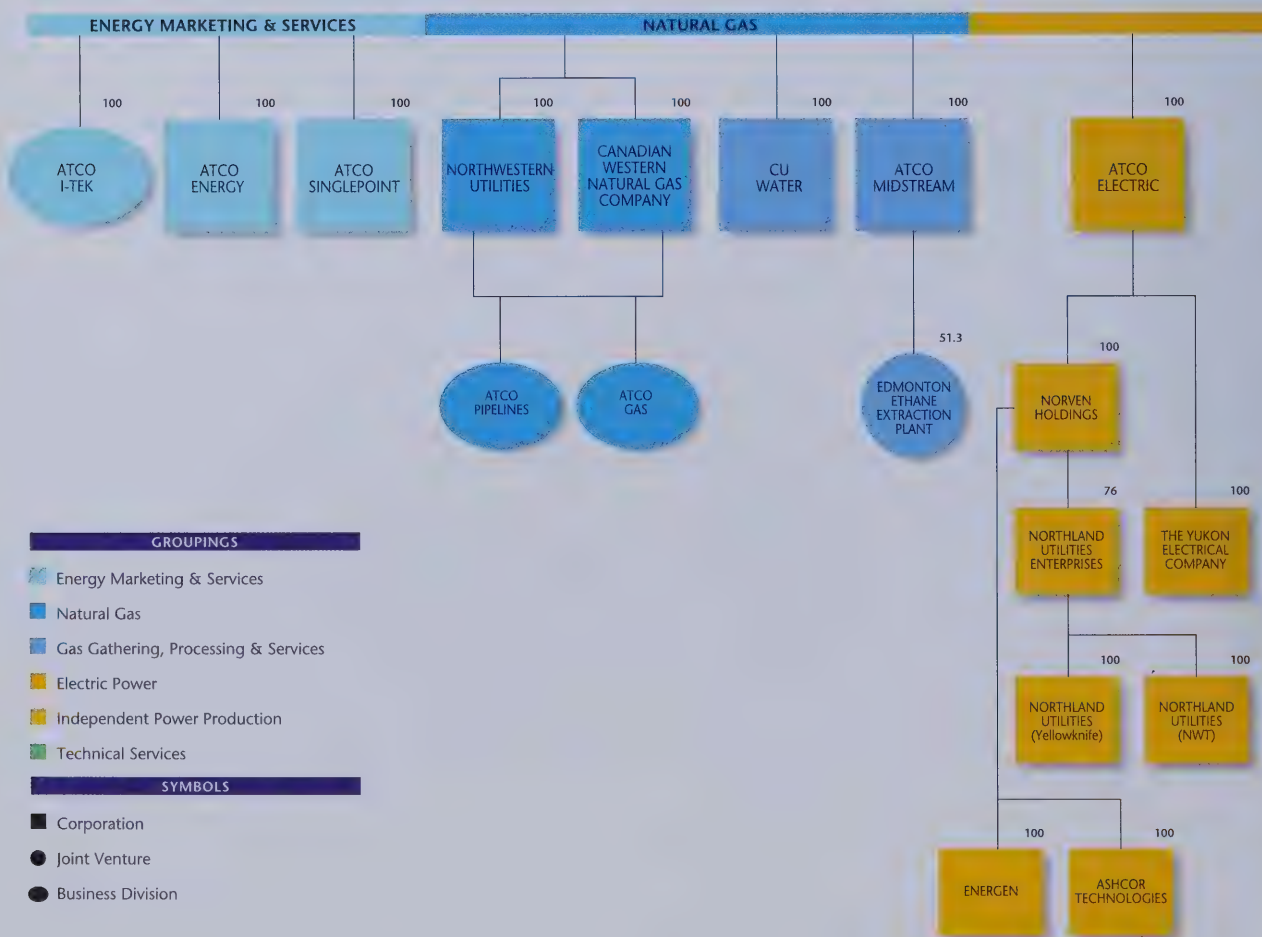 ENERGY MARKETING & SERVICES
NATURAL GAS
100
100
100
100
100
100
100
100
ATCO
I-TEK
ATCO
ENERGY
ATCO
SINGLEPOINT
NORTHWESTERN
UTILITIES
CANADIAN
WESTERN
NATURAL GAS
COMPANY
CU
WATER
ATCO
MIDSTREAM
ATCO
ELECTRIC
51.3
100
ATCO
PIPELINES
ATCO
GAS
EDMONTON
ETHANE
EXTRACTION
PLANT
NORVEN
HOLDINGS
76
100
NORTHLAND
UTILITIES
ENTERPRISES
THE YUKON
ELECTRICAL
COMPANY
100
100
NORTHLAND
UTILITIES
(Yellowknife)
NORTHLAND
UTILITIES
(NWT)
100
100
ENERGEN
ASHCOR
TECHNOLOGIES
GROUPINGS
Energy Marketing & Services
Natural Gas
Gas Gathering, Processing & Services
Electric Power
Independent Power Production
Technical Services
SYMBOLS
Corporation
Joint Venture
Business Division